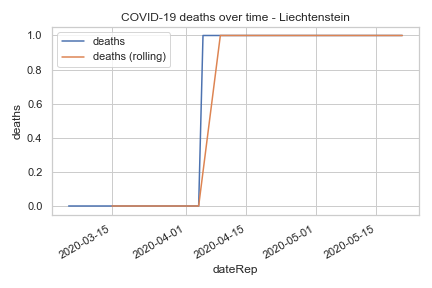 COVID-19 deaths over time - Liechtenstein
deaths
deaths (rolling)
1.0
0.8
0.6
0.4
0.2
0.0
deaths
2020-03-15
2020-04-01
2020-04-15
2020-05-01
2020-05-15
dateRep